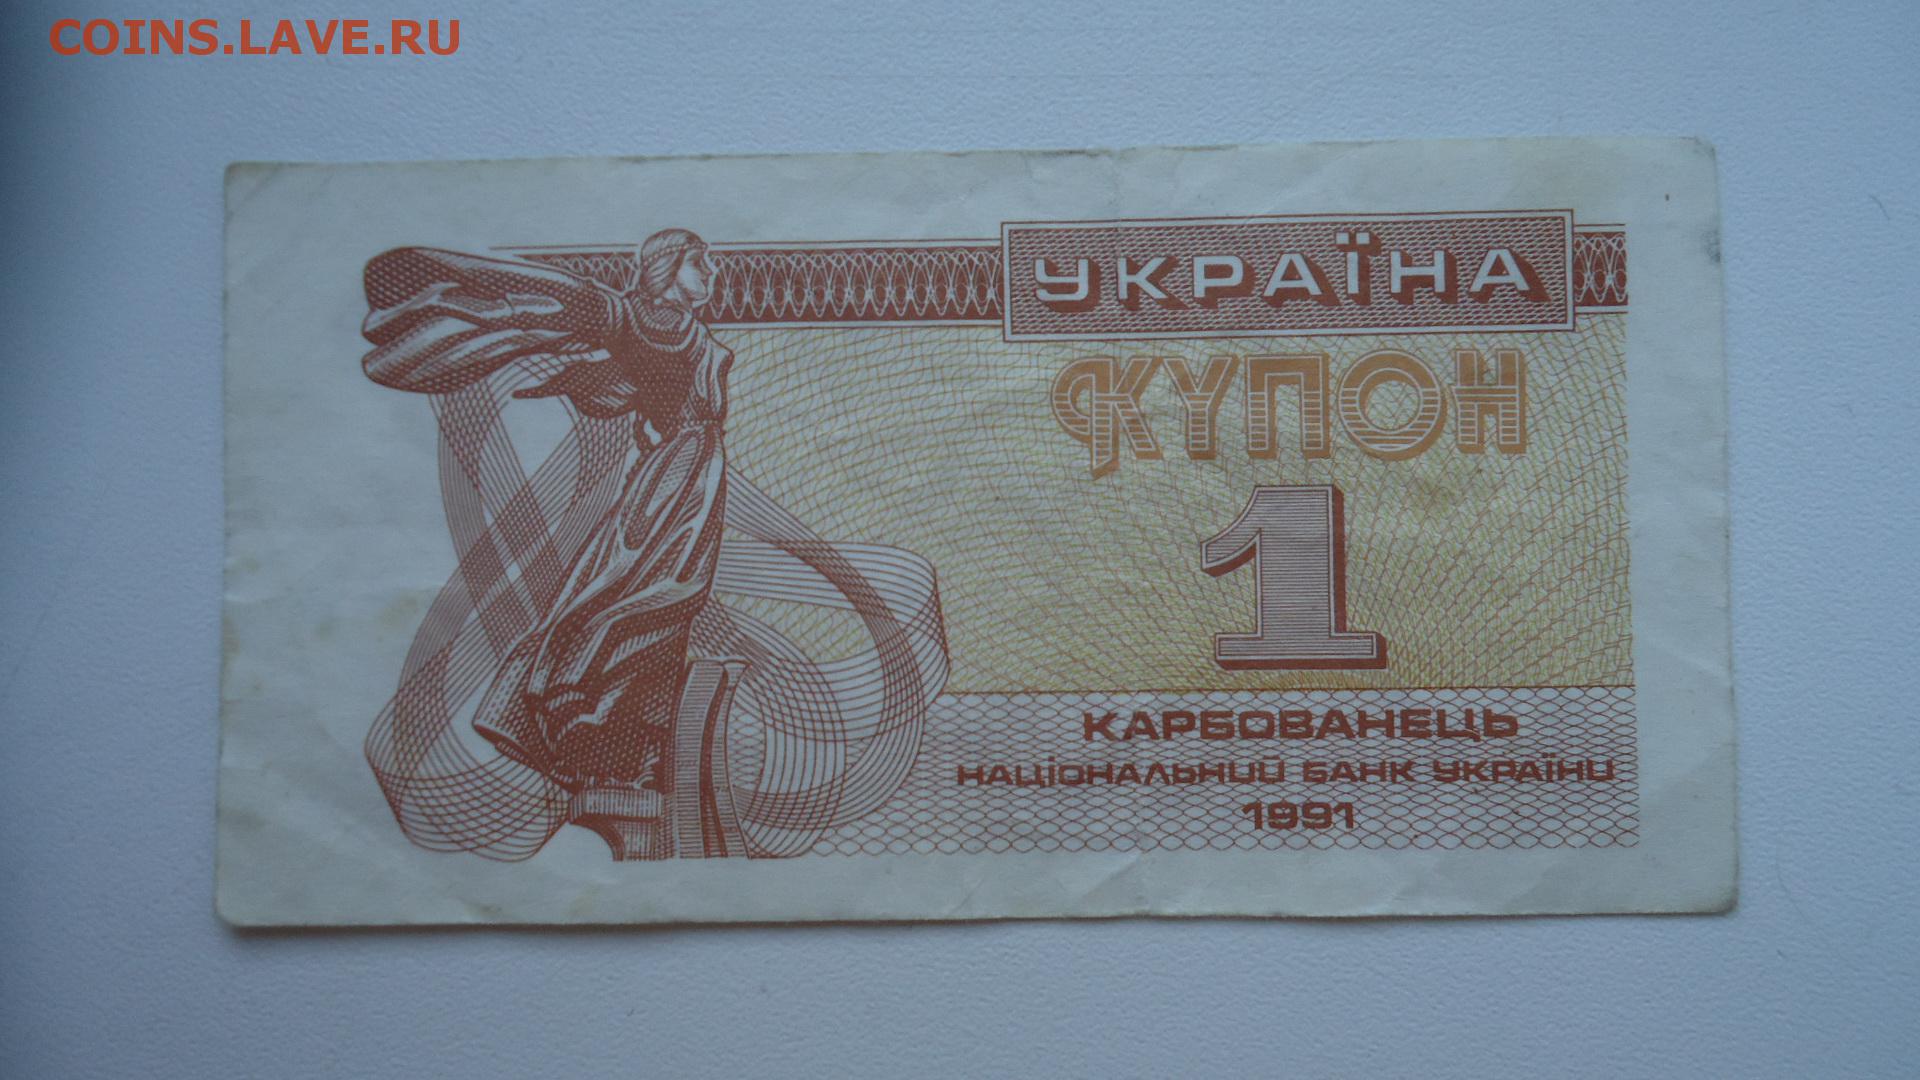 COINS.LAVE.RU
УКРАЇНА
КУПОН
1
КАРБОВАНЕЦЬ
НАЦІОНАЛЬНИЙ БАНК УКРАЇНИ
1991